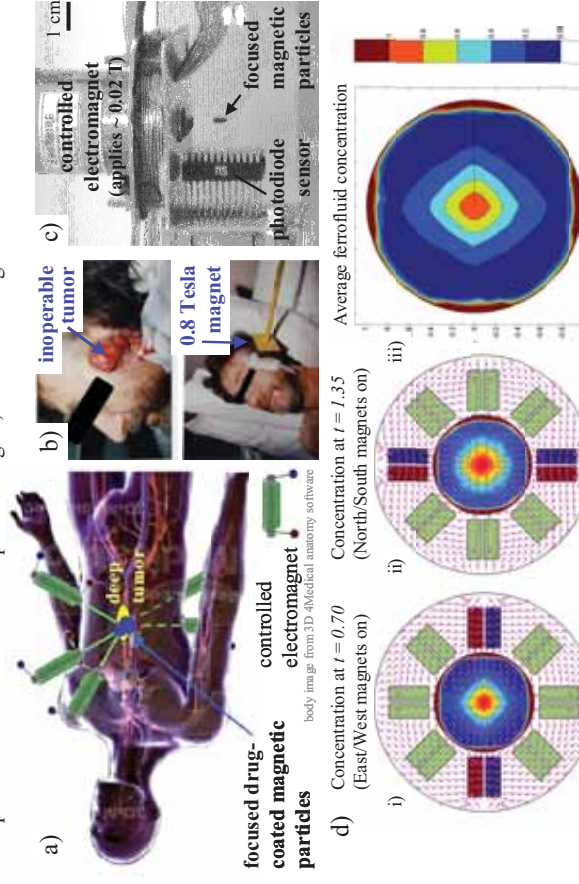 a)
deep
tumor
focused drug-
coated magnetic
particles
controlled
electromagnet
body image from 3D 4Medical anatomy software
b)
inoperable
tumor
0.8 Tesla
magnet
c)
1 cm
controlled
electromagnet
(applies ~ 0.02 T)
photodiode
sensor
focused
magnetic
particles
d)
i)
Concentration at t = 0.70
(East/West magnets on)
ii)
Concentration at t = 1.35
(North/South magnets on)
iii)
Average ferrofluid concentration